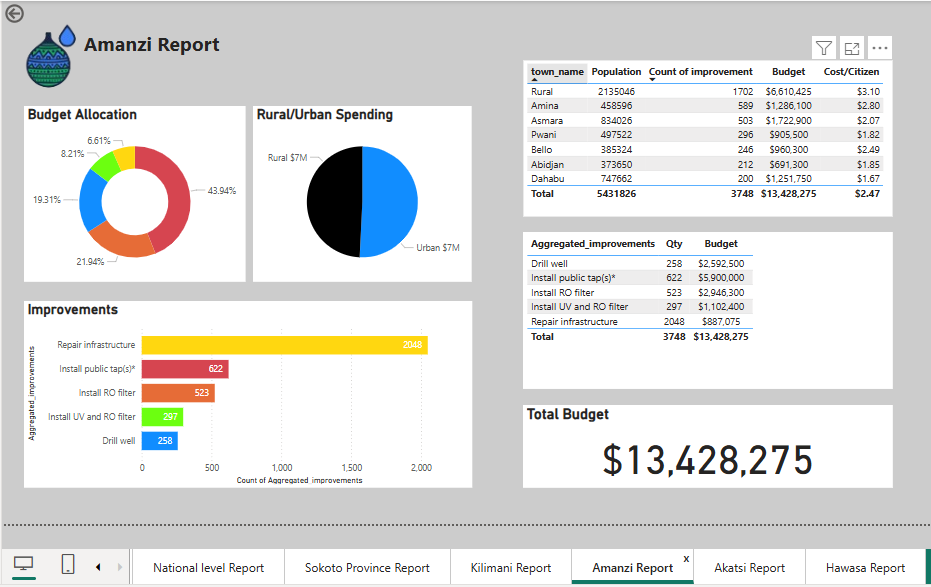 Amanzi Report
Budget Allocation
6.61%
8.21%
43.94%
19.31%
21.94%
Rural/Urban Spending
Rural $7M
Urban $7M
town_name Population Count of improvement Budget Cost/Citizen
Rural 2135046 1702 $6,610,425 $3.10
Amina 458596 589 $1,286,100 $2.80
Asmara 834026 503 $1,722,900 $2.07
Pwani 497522 296 $905,500 $1.82
Bello 385324 246 $960,300 $2.49
Abidjan 373650 212 $691,300 $1.85
Dahabu 747662 200 $1,251,750 $1.67
Total 5431826 3748 $13,428,275 $2.47
Aggregated_improvements Qty Budget
Drill well 258 $2,592,500
Install public tap(s)* 622 $5,900,000
Install RO filter 523 $2,946,300
Install UV and RO filter 297 $1,102,400
Repair infrastructure 2048 $887,075
Total 3748 $13,428,275
Improvements
Aggregated_improvements
Repair infrastructure 2048
Install public tap(s)* 622
Install RO filter 523
Install UV and RO filter 297
Drill well 258
0 500 1,000 1,500 2,000
Count of Aggregated_improvements
Total Budget
$13,428,275
National level Report Sokoto Province Report Kilimani Report Amanzi Report x Akatsi Report Hawasa Report